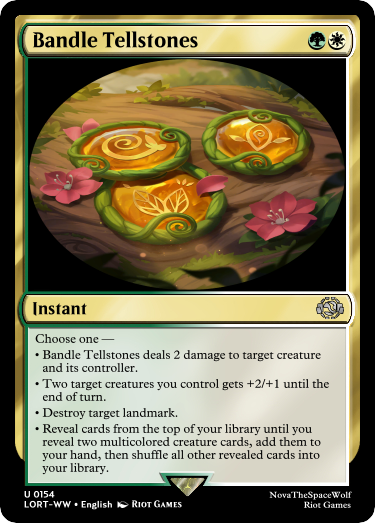 Bandle Tellstones
Instant
Choose one —
• Bandle Tellstones deals 2 damage to target creature
and its controller.
• Two target creatures you control gets +2/+1 until the
end of turn.
• Destroy target landmark.
• Reveal cards from the top of your library until you
reveal two multicolored creature cards, add them to
your hand, then shuffle all other revealed cards into
your library.
U 0154
LORT-WW • English Riot Games
NovaTheSpaceWolf
Riot Games